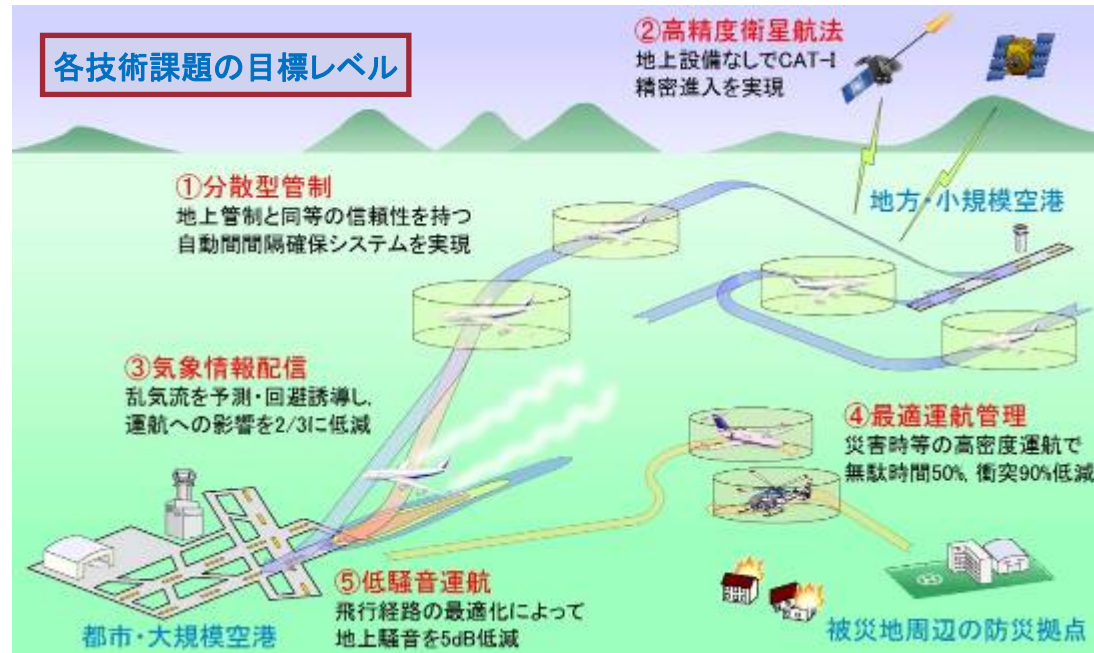 各技術課題の目標レベル
②高精度衛星航法
地上設備なしでCAT-I
精密進入を実現
①分散型管制
地上管制と同等の信頼性を持つ
自動間間隔確保システムを実現
地方・小規模空港
③気象情報配信
乱気流を予測・回避誘導し,
運航への影響を2/3に低減
④最適運航管理
災害時等の高密度運航で
無駄時間50%, 衝突90%低減
⑤低騒音運航
飛行経路の最適化によって
地上騒音を5dB低減
都市・大規模空港
被災地周辺の防災拠点